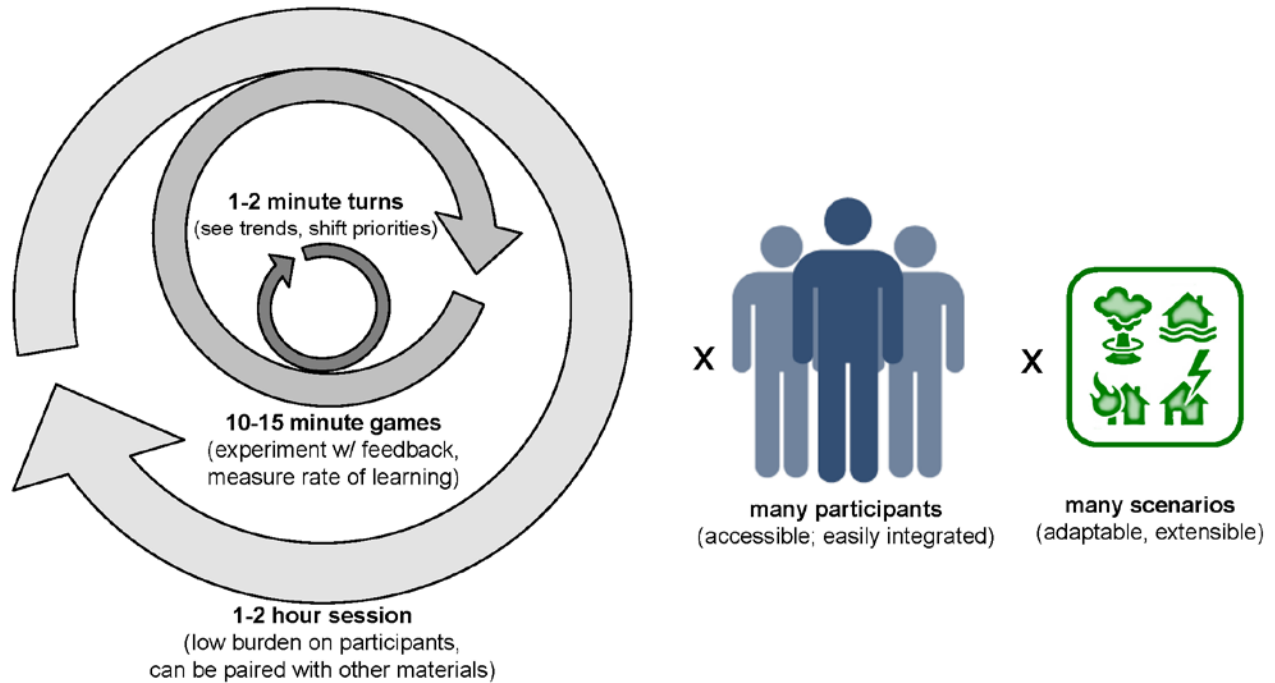 1-2 minute turns
(see trends, shift priorities)
10-15 minute games
(experiment w/ feedback,
measure rate of learning)
1-2 hour session
(low burden on participants,
can be paired with other materials)
x
many participants
(accessible; easily integrated)
x
many scenarios
(adaptable, extensible)